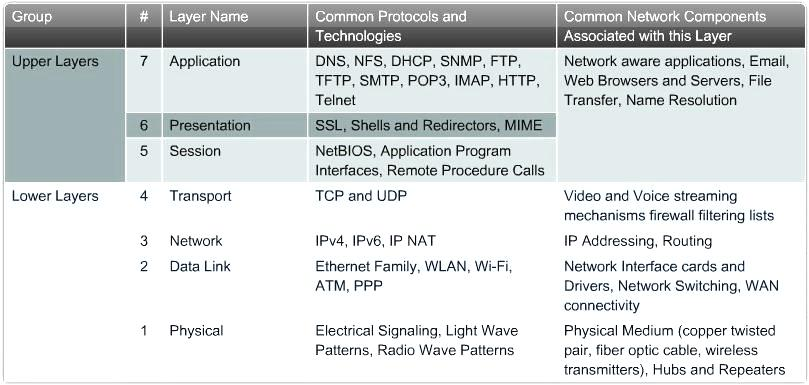 Group # Layer Name Common Protocols and Technologies Common Network Components Associated with this Layer
Upper Layers 7 Application DNS, NFS, DHCP, SNMP, FTP, Network aware applications, Email,
TFTP, SMTP, POP3, IMAP, HTTP, Web Browsers and Servers, File
Telnet Transfer, Name Resolution
6 Presentation SSL, Shells and Redirectors, MIME
5 Session NetBIOS, Application Program
Interfaces, Remote Procedure Calls
Lower Layers 4 Transport TCP and UDP Video and Voice streaming
mechanisms firewall filtering lists
3 Network IPv4, IPv6, IP NAT IP Addressing, Routing
2 Data Link Ethernet Family, WLAN, Wi-Fi, Network Interface cards and
ATM, PPP Drivers, Network Switching, WAN
connectivity
1 Physical Electrical Signaling, Light Wave Physical Medium (copper twisted
Patterns, Radio Wave Patterns pair, fiber optic cable, wireless
transmitters), Hubs and Repeaters